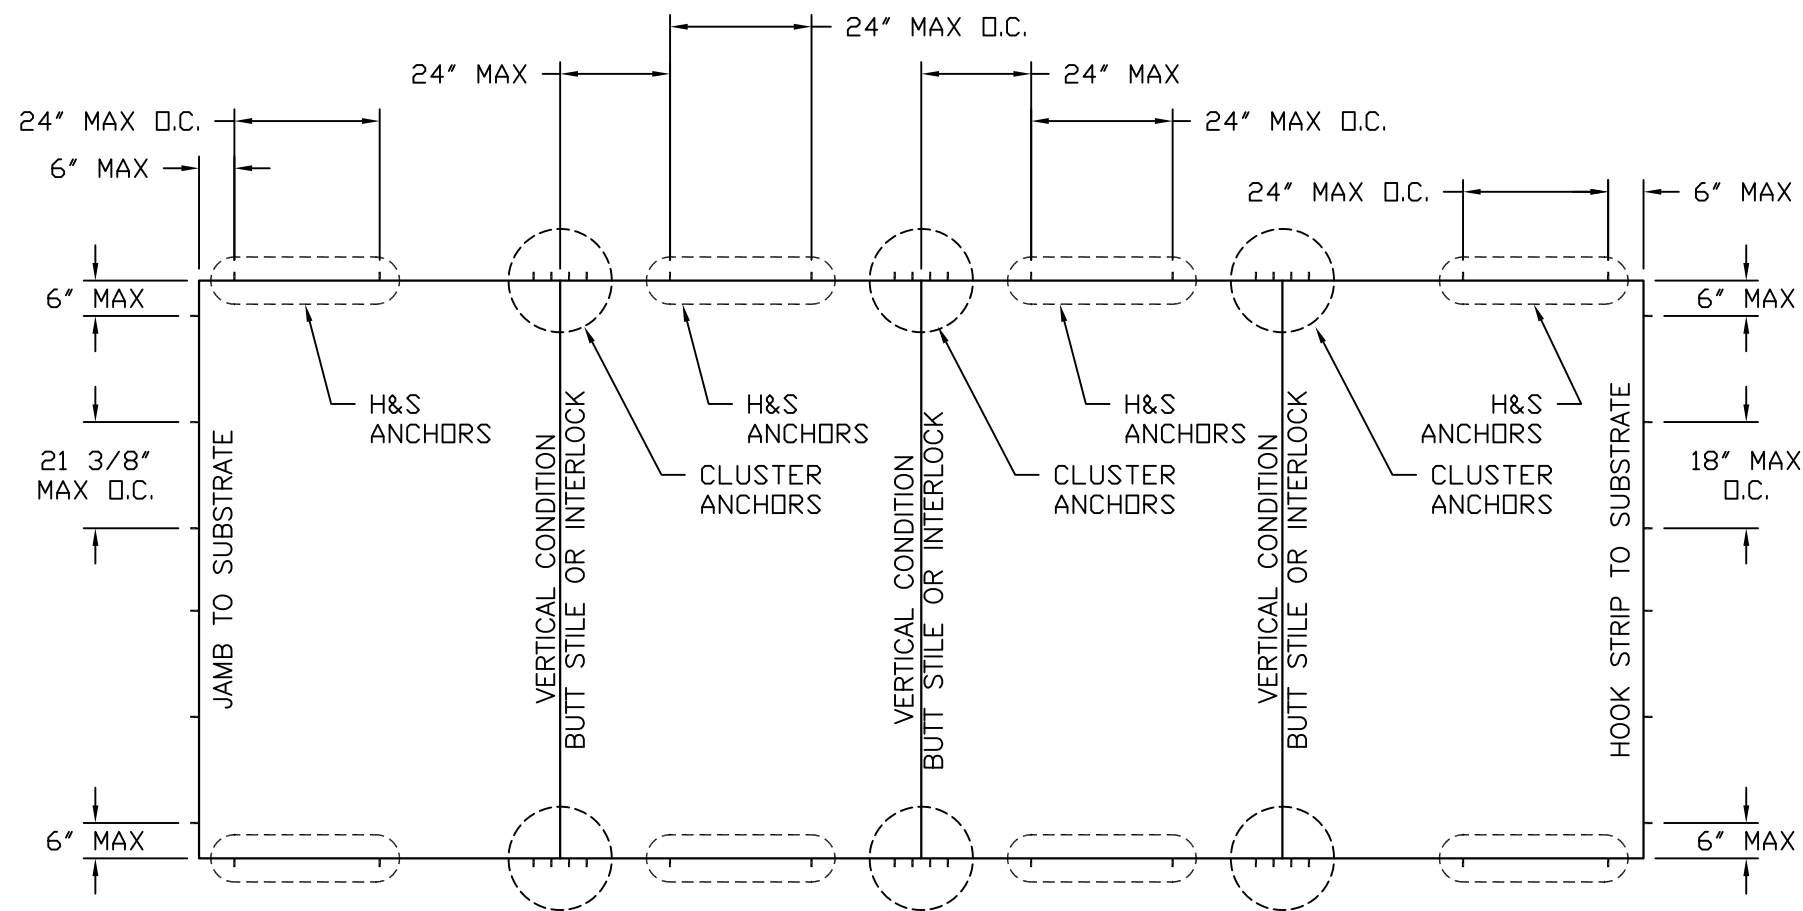 24" MAX O.C.
24" MAX
24" MAX
24" MAX O.C.
24" MAX O.C.
6" MAX
24" MAX O.C.
6" MAX
6" MAX
6" MAX
H&S
ANCHORS
H&S
ANCHORS
H&S
ANCHORS
H&S
ANCHORS
CLUSTER
ANCHORS
CLUSTER
ANCHORS
CLUSTER
ANCHORS
21 3/8"
MAX O.C.
18" MAX
O.C.
JAMB TO SUBSTRATE
VERTICAL CONDITION
BUTT STILE OR INTERLOCK
VERTICAL CONDITION
BUTT STILE OR INTERLOCK
VERTICAL CONDITION
BUTT STILE OR INTERLOCK
HOOK STRIP TO SUBSTRATE
6" MAX
6" MAX